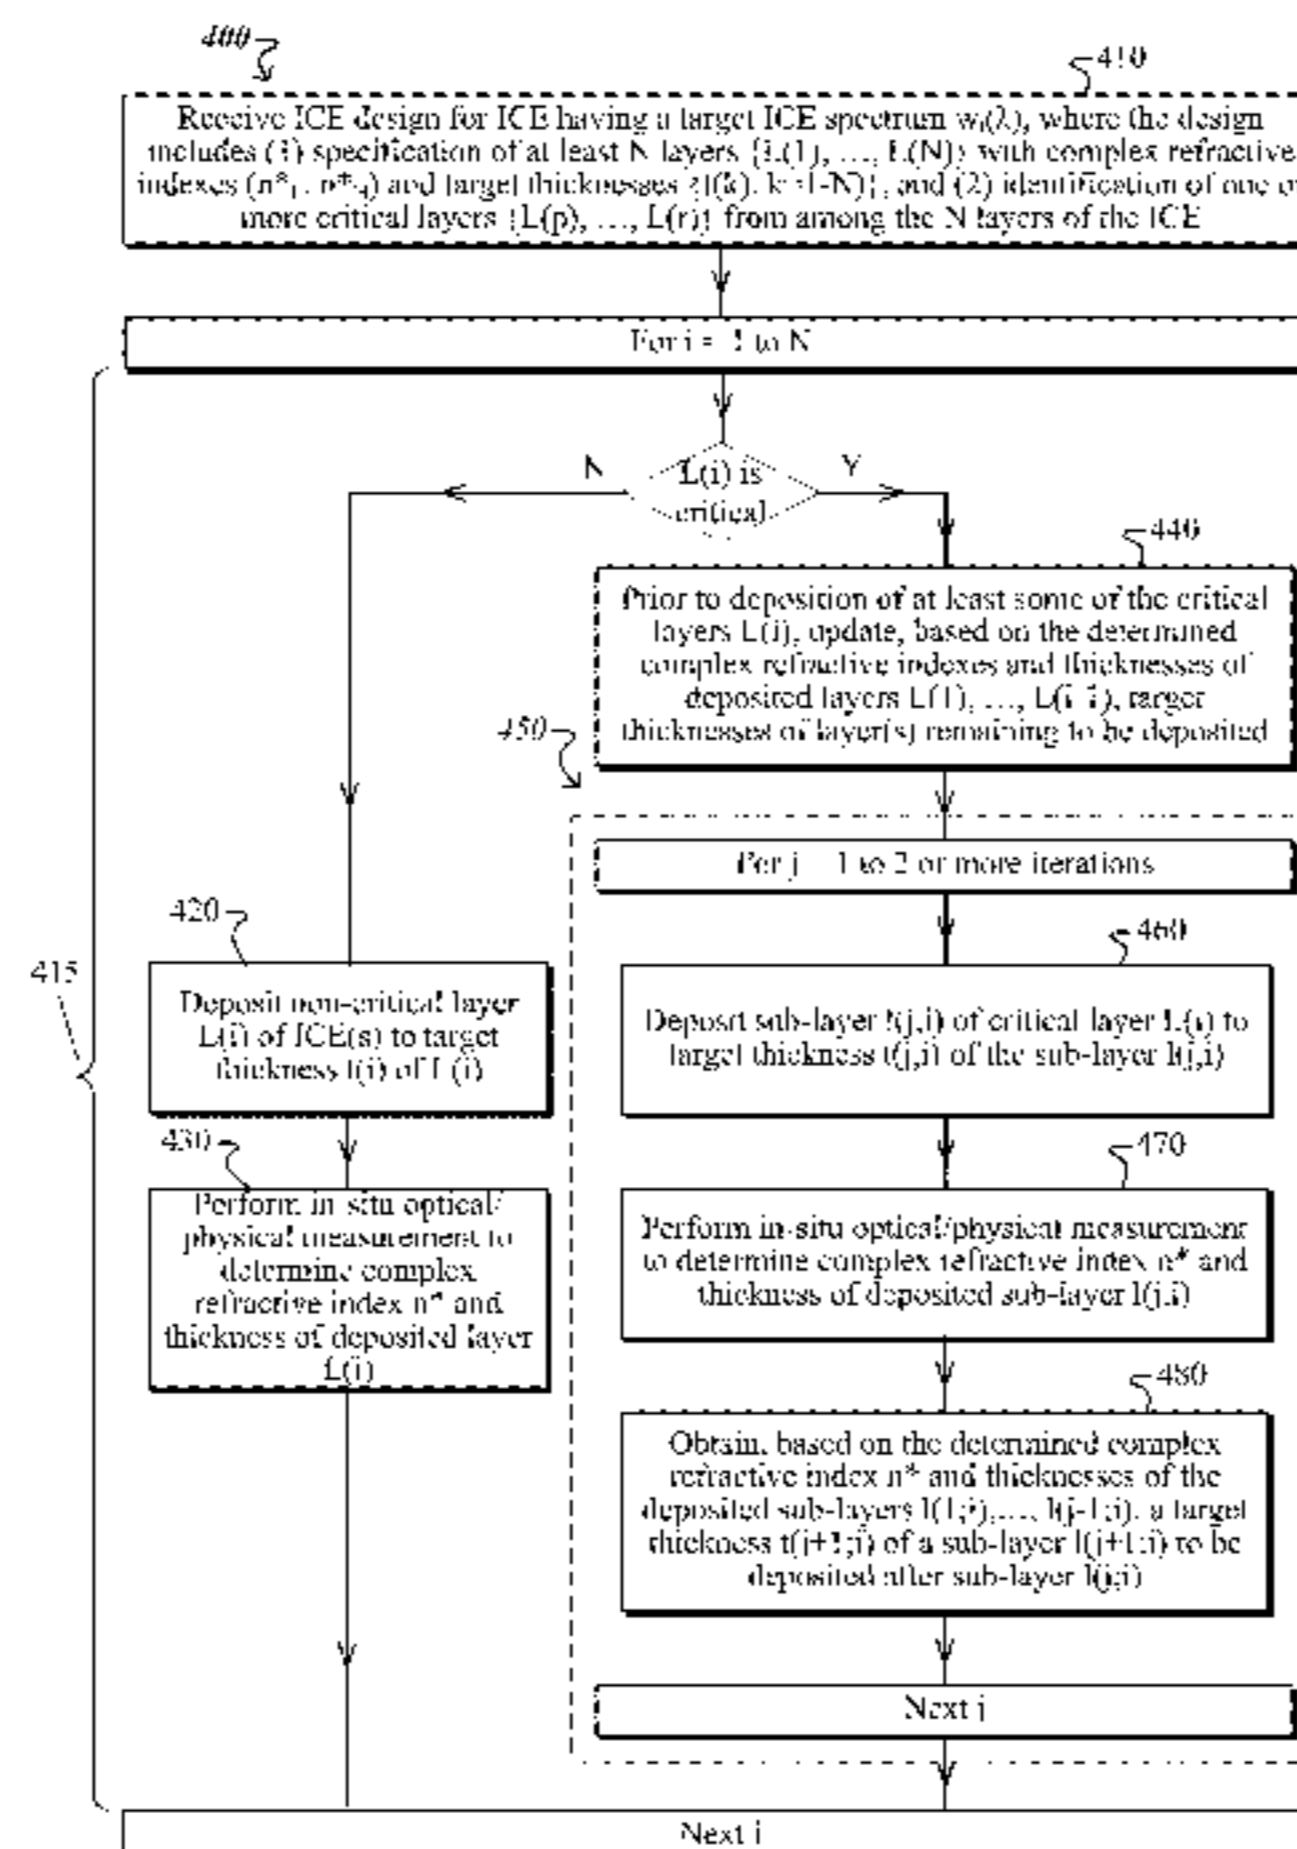 400
410
Receive ICE design for ICE having a target ICE spectrum wₜ(λ), where the design
includes (1) specification of at least N layers {L(1), …, L(N)} with complex refractive
indexes and target thicknesses and (2) identification of one or
more critical layers {L(p), …, L(r)} from among the N layers of the ICE
For i = 1 to N
N
L(i) is
critical
Y
440
Prior to deposition of at least some of the critical
layers L(i), update, based on the determined
complex refractive indexes and thicknesses of
deposited layers L(1), …, L(i-1), target
thicknesses of layer(s) remaining to be deposited
450
For j = 1 to 2 or more iterations
420
460
415
Deposit non-critical layer
L(i) of ICE(s) to target
thickness t(i) of L(i)
Deposit sub-layer l(j,i) of critical layer L(i) to
target thickness t(j,i) of the sub-layer l(j,i)
430
470
Perform in-situ optical/
physical measurement to
determine complex
refractive index n* and
thickness of deposited layer
L(i)
Perform in-situ optical/physical measurement
to determine complex refractive index n* and
thickness of deposited sub-layer l(j,i)
480
Obtain, based on the determined complex
refractive index n* and thicknesses of the
deposited sub-layers l(1;i),…, l(j-1;i), a target
thickness t(j+1;i) of a sub-layer l(j+1;i) to be
deposited after sub-layer l(j;i)
Next j
Next i